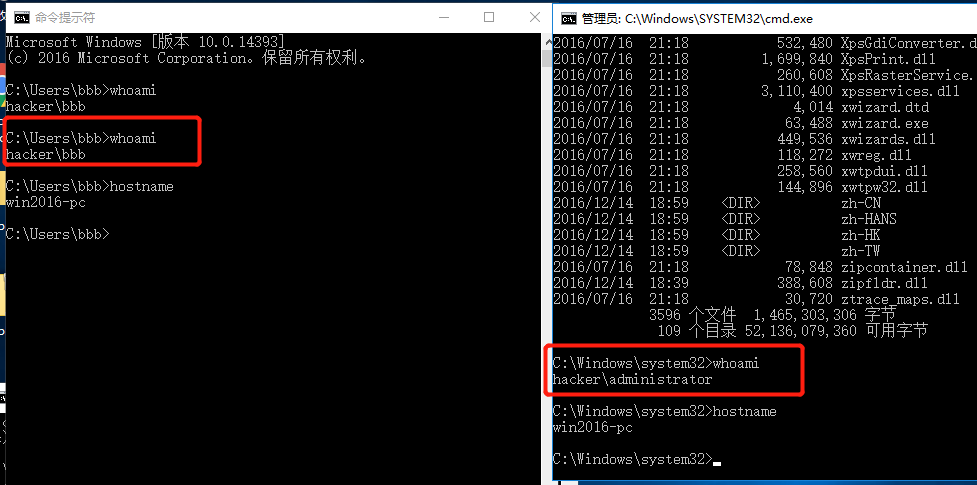 命令提示符
Microsoft Windows [版本 10.0.14393]
(c) 2016 Microsoft Corporation。保留所有权利。
C:\Users\bbb>whoami
hacker\bbb
C:\Users\bbb>whoami
hacker\bbb
C:\Users\bbb>hostname
win2016-pc
C:\Users\bbb>
管理员: C:\Windows\SYSTEM32\cmd.exe
2016/07/16 21:18 532,480 XpsGdiConverter.d
2016/07/16 21:18 1,699,840 XpsPrint.dll
2016/07/16 21:18 260,608 XpsRasterService.
2016/07/16 21:18 3,110,400 xpsservices.dll
2016/07/16 21:18 4,014 xwizard.dtd
2016/07/16 21:18 63,488 xwizard.exe
2016/07/16 21:18 449,536 xwizards.dll
2016/07/16 21:18 118,272 xwreg.dll
2016/07/16 21:18 258,560 xwtpdui.dll
2016/07/16 21:18 144,896 xwtpw32.dll
2016/12/14 18:59 <DIR> zh-CN
2016/12/14 18:59 <DIR> zh-HANS
2016/12/14 18:59 <DIR> zh-HK
2016/12/14 18:59 <DIR> zh-TW
2016/07/16 21:18 78,848 zipcontainer.dll
2016/12/14 18:39 388,608 zipfldr.dll
2016/07/16 21:18 30,720 ztrace_maps.dll
3596 个文件 1,465,303,306 字节
109 个目录 52,136,079,360 可用字节
C:\Windows\system32>whoami
hacker\administrator
C:\Windows\system32>hostname
win2016-pc
C:\Windows\system32>